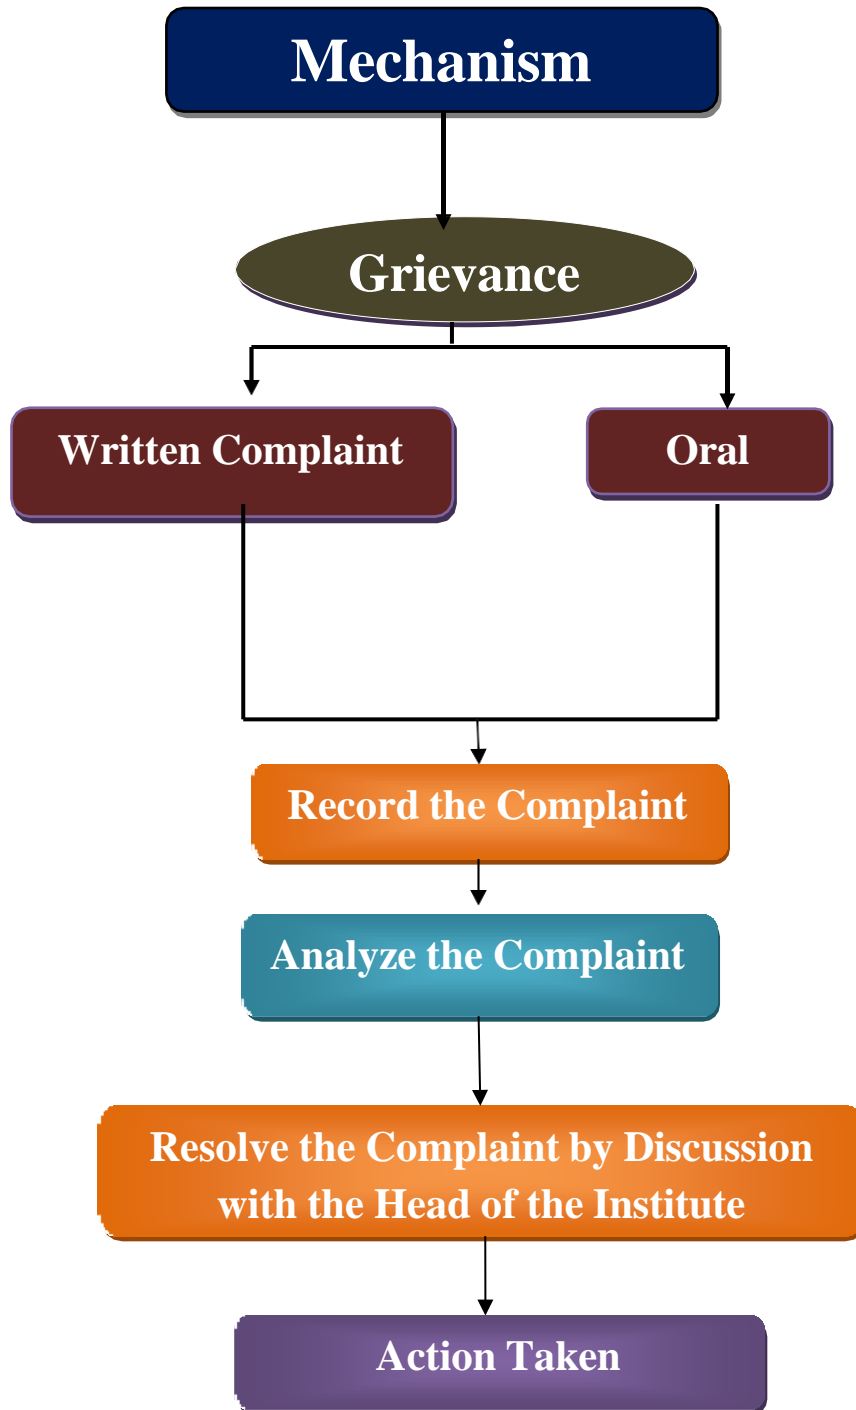 Mechanism
Grievance
Written Complaint
Oral
Record the Complaint
Analyze the Complaint
Resolve the Complaint by Discussion
with the Head of the Institute
Action Taken